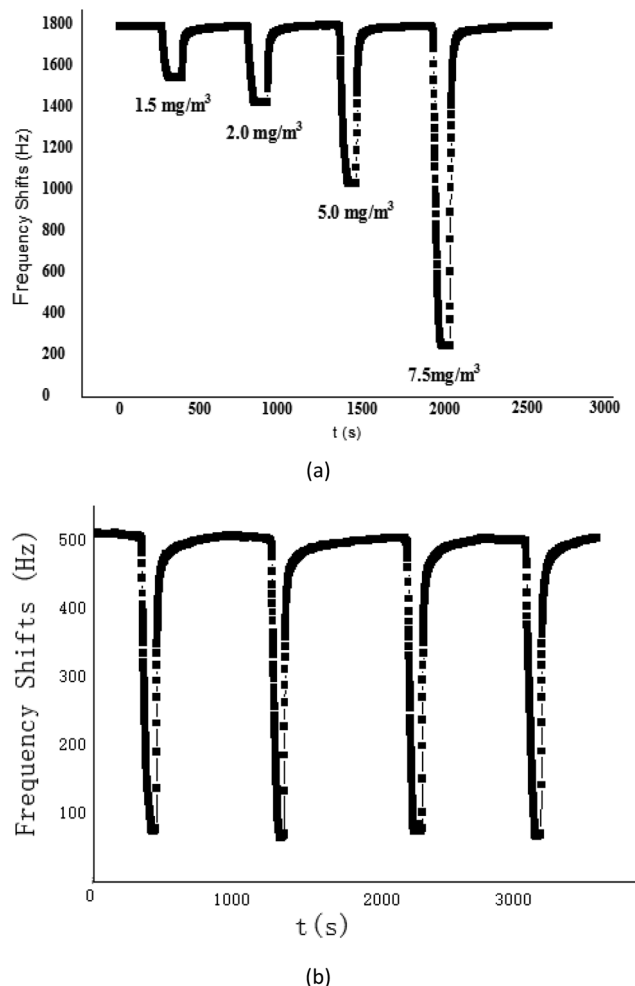 1800
1600
1400
1200
1000
800
600
400
200
0
Frequency Shifts (Hz)
1.5 mg/m³
2.0 mg/m³
5.0 mg/m³
7.5mg/m³
0 500 1000 1500 2000 2500 3000
t (s)
(a)
500
400
300
200
100
Frequency Shifts (Hz)
0 1000 2000 3000
t(s)
(b)